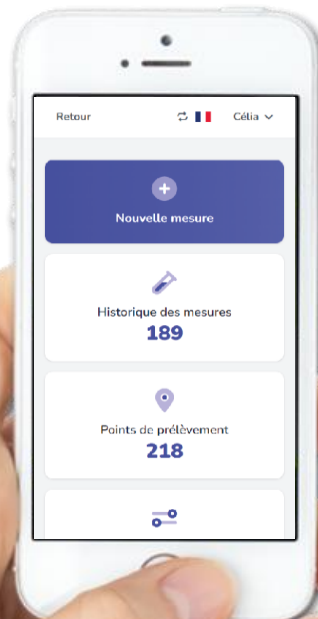 Retour
Célia
Nouvelle mesure
Historique des mesures
189
Points de prélèvement
218